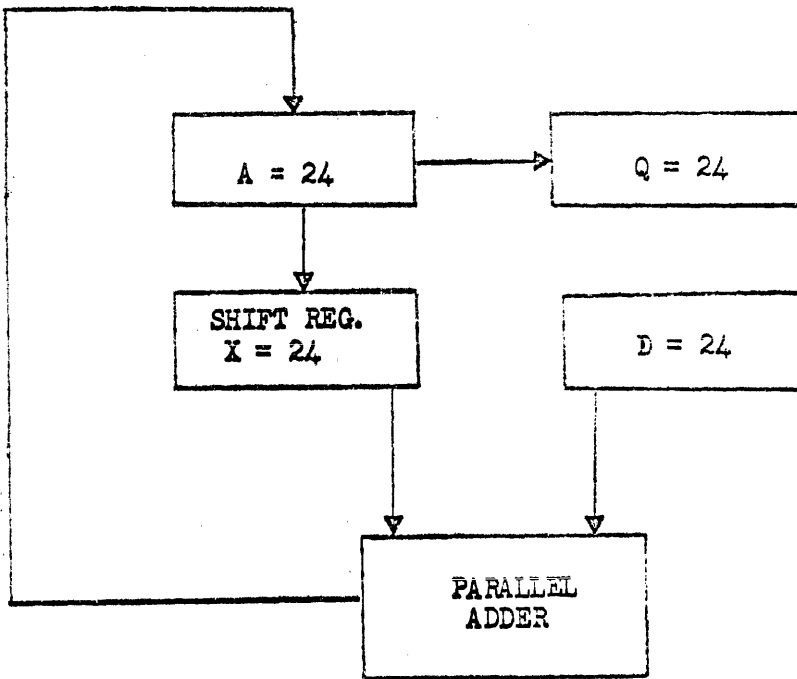 A = 24
Q = 24
SHIFT REG.
X = 24
D = 24
PARALLEL
ADDER